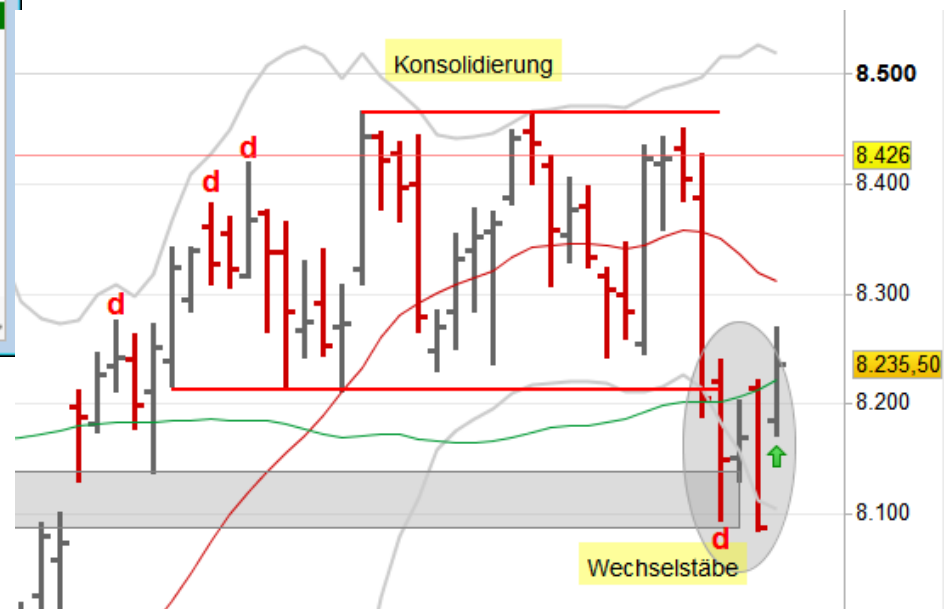 Konsolidierung
8.500
d
8.426
d
8.400
d
8.300
8.235,50
8.200
8.100
d
Wechselstäbe